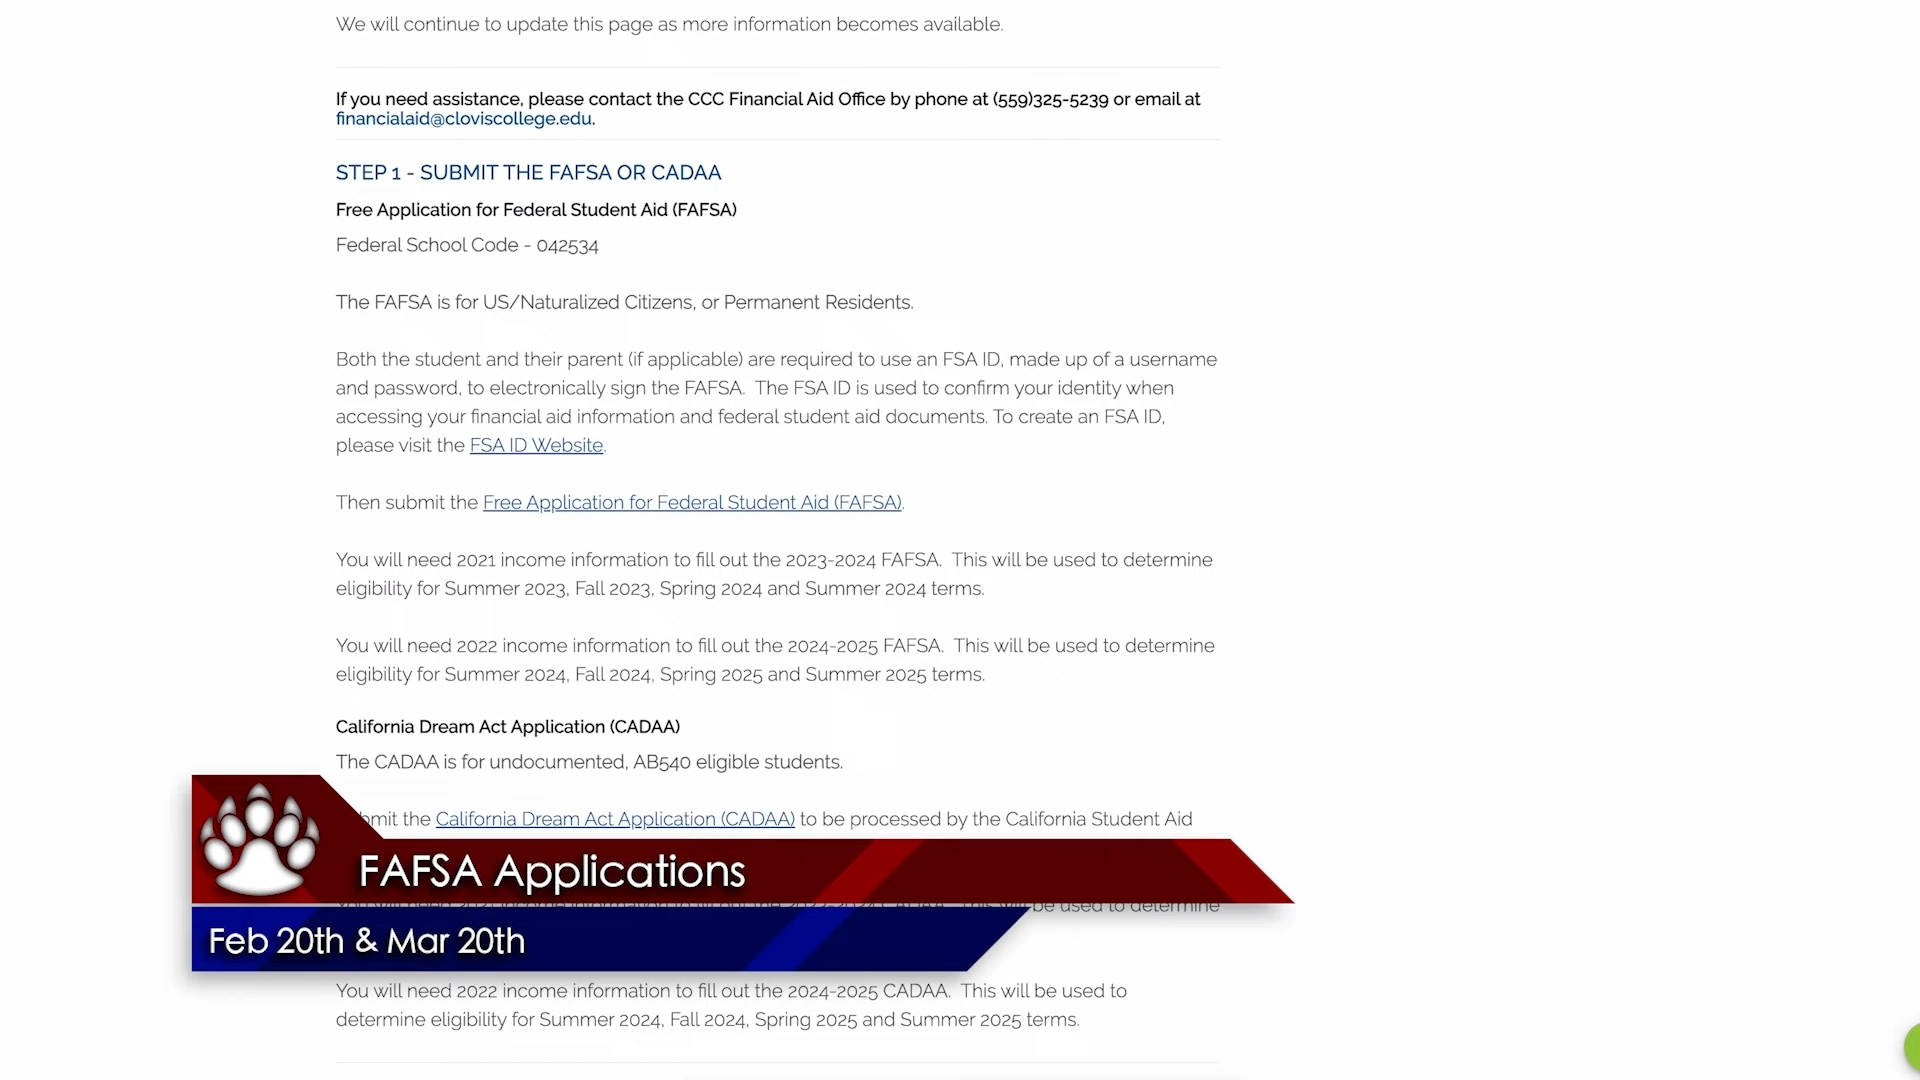 We will continue to update this page as more information becomes available.
If you need assistance, please contact the CCC Financial Aid Office by phone at (559)325-5239 or email at
financialaid@cloviscollege.edu.
STEP 1 - SUBMIT THE FAFSA OR CADAA
Free Application for Federal Student Aid (FAFSA)
Federal School Code - 042534
The FAFSA is for US/Naturalized Citizens, or Permanent Residents.
Both the student and their parent (if applicable) are required to use an FSA ID, made up of a username
and password, to electronically sign the FAFSA. The FSA ID is used to confirm your identity when
accessing your financial aid information and federal student aid documents. To create an FSA ID,
please visit the FSA ID Website.
Then submit the Free Application for Federal Student Aid (FAFSA).
You will need 2021 income information to fill out the 2023-2024 FAFSA. This will be used to determine
eligibility for Summer 2023, Fall 2023, Spring 2024 and Summer 2024 terms.
You will need 2022 income information to fill out the 2024-2025 FAFSA. This will be used to determine
eligibility for Summer 2024, Fall 2024, Spring 2025 and Summer 2025 terms.
California Dream Act Application (CADAA)
The CADAA is for undocumented, AB540 eligible students.
the California Dream Act Application (CADAA) to be processed by the California Student Aid
FAFSA Applications
be used to determine
Feb 20th & Mar 20th
You will need 2022 income information to fill out the 2024-2025 CADAA. This will be used to
determine eligibility for Summer 2024, Fall 2024, Spring 2025 and Summer 2025 terms.